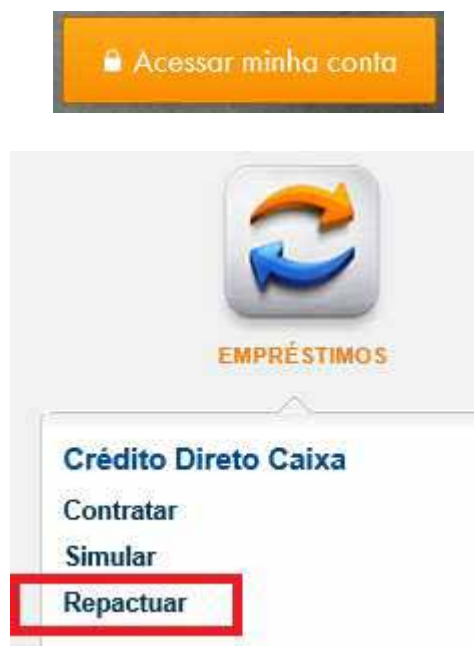 Acessar minha conta
EMPRÉSTIMOS
Crédito Direto Caixa
Contratar
Simular
Repactuar